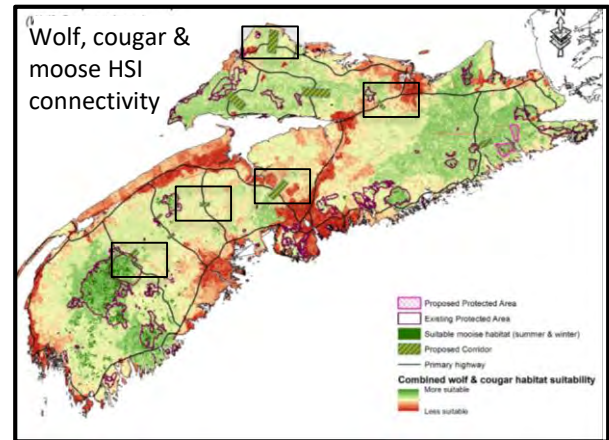 Wolf, cougar &
moose HSI
connectivity
N
Proposed Protected Area
Existing Protected Area
Suitable mooise habitat (summer & winter)
Proposed Corridor
Primary highway
Combined wolf & cougar habitat suitability
More suitable
Less suitable